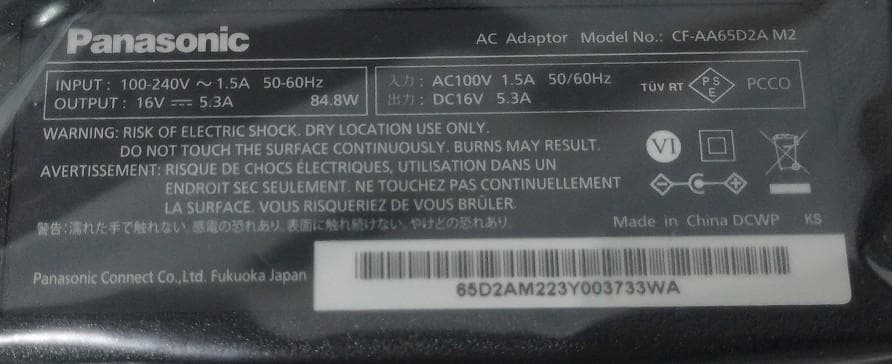 Panasonic
AC Adaptor Model No.: CF-AA65D2A M2
INPUT : 100-240V ～ 1.5A 50-60Hz
OUTPUT : 16V ⎓ 5.3A 84.8W
入力 : AC100V 1.5A 50/60Hz
出力 : DC16V 5.3A
TÜV RT
PS
E
PCCO
WARNING: RISK OF ELECTRIC SHOCK. DRY LOCATION USE ONLY.
DO NOT TOUCH THE SURFACE CONTINUOUSLY. BURNS MAY RESULT.
AVERTISSEMENT: RISQUE DE CHOCS ÉLECTRIQUES, UTILISATION DANS UN
ENDROIT SEC SEULEMENT. NE TOUCHEZ PAS CONTINUELLEMENT
LA SURFACE. VOUS RISQUERIEZ DE VOUS BRÛLER.
警告: 濡れた手で触れない。感電の恐れあり。表面に触れ続けない。やけどの恐れあり。
VI
Made in China DCWP KS
Panasonic Connect Co.,Ltd. Fukuoka Japan
65D2AM223Y003733WA